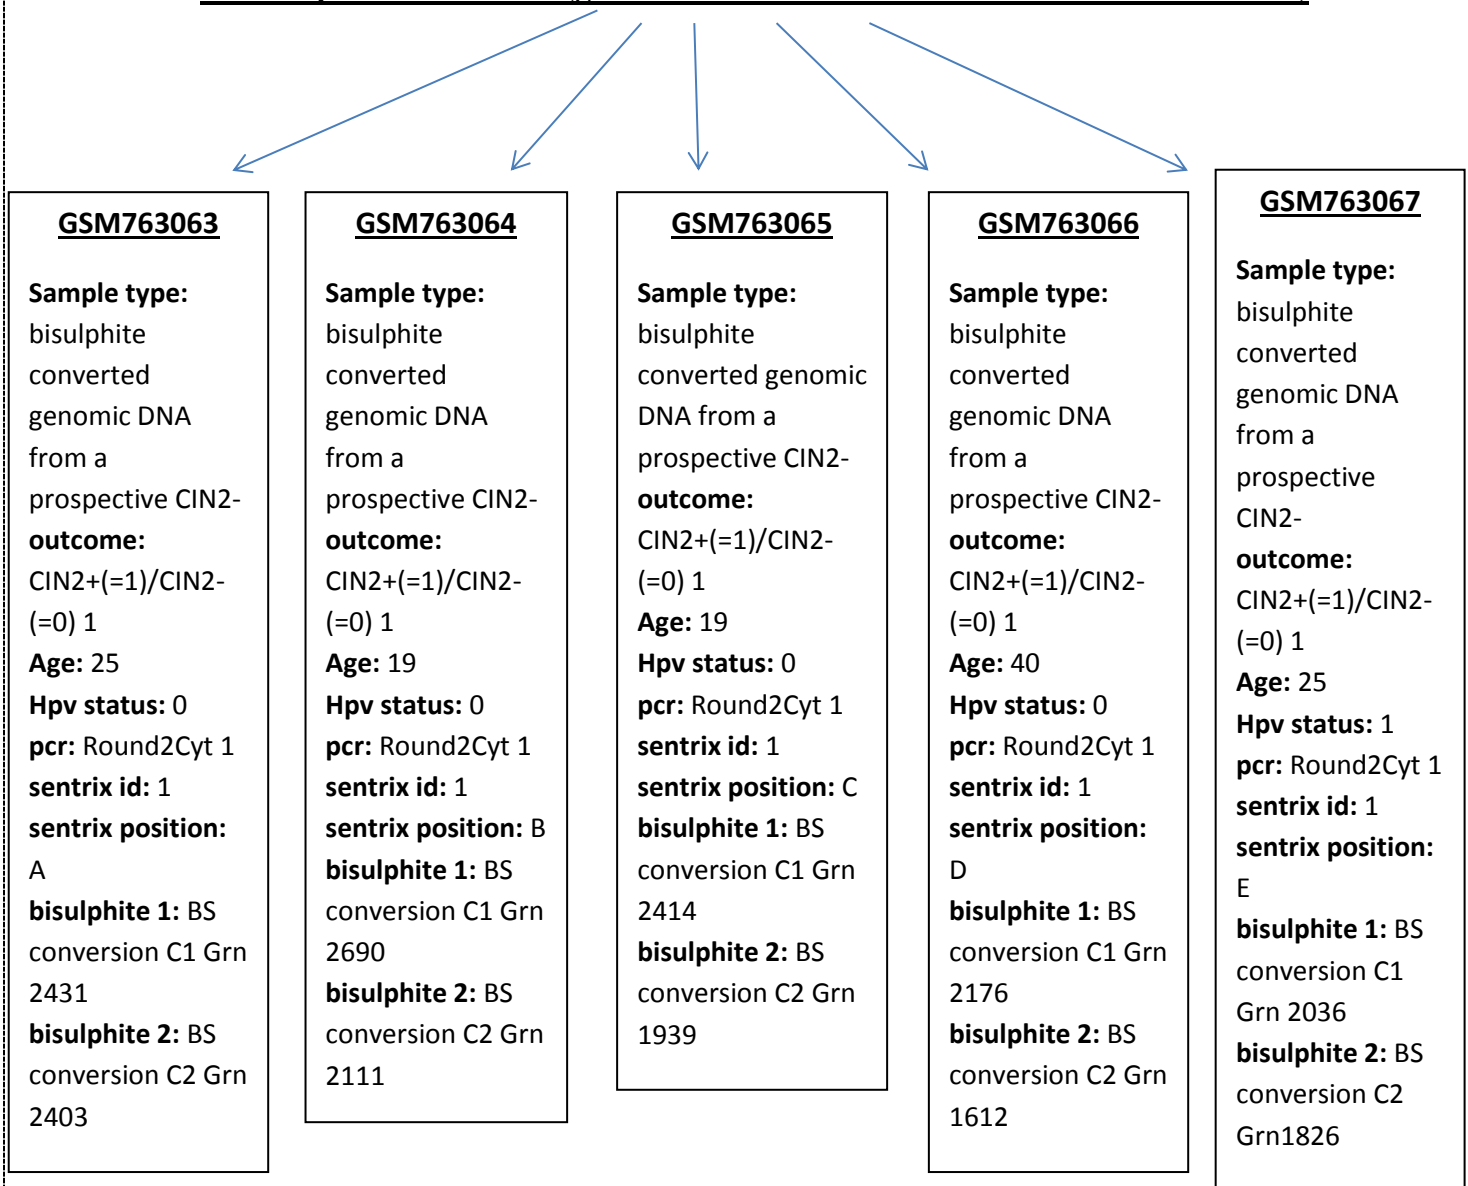 GSM763063
Sample type:
bisulphite
converted
genomic DNA
from a
prospective CIN2-
outcome:
CIN2+(=1)/CIN2-
(=0) 1
Age: 25
Hpv status: 0
pcr: Round2Cyt 1
sentrix id: 1
sentrix position:
A
bisulphite 1: BS
conversion C1 Grn
2431
bisulphite 2: BS
conversion C2 Grn
2403
GSM763064
Sample type:
bisulphite
converted
genomic DNA
from a
prospective CIN2-
outcome:
CIN2+(=1)/CIN2-
(=0) 1
Age: 19
Hpv status: 0
pcr: Round2Cyt 1
sentrix id: 1
sentrix position: B
bisulphite 1: BS
conversion C1 Grn
2690
bisulphite 2: BS
conversion C2 Grn
2111
GSM763065
Sample type:
bisulphite
converted genomic
DNA from a
prospective CIN2-
outcome:
CIN2+(=1)/CIN2-
(=0) 1
Age: 19
Hpv status: 0
pcr: Round2Cyt 1
sentrix id: 1
sentrix position: C
bisulphite 1: BS
conversion C1 Grn
2414
bisulphite 2: BS
conversion C2 Grn
1939
GSM763066
Sample type:
bisulphite
converted
genomic DNA
from a
prospective CIN2-
outcome:
CIN2+(=1)/CIN2-
(=0) 1
Age: 40
Hpv status: 0
pcr: Round2Cyt 1
sentrix id: 1
sentrix position:
D
bisulphite 1: BS
conversion C1 Grn
2176
bisulphite 2: BS
conversion C2 Grn
1612
GSM763067
Sample type:
bisulphite
converted
genomic DNA
from a
prospective
CIN2-
outcome:
CIN2+(=1)/CIN2-
(=0) 1
Age: 25
Hpv status: 1
pcr: Round2Cyt 1
sentrix id: 1
sentrix position:
E
bisulphite 1: BS
conversion C1
Grn 2036
bisulphite 2: BS
conversion C2
Grn1826